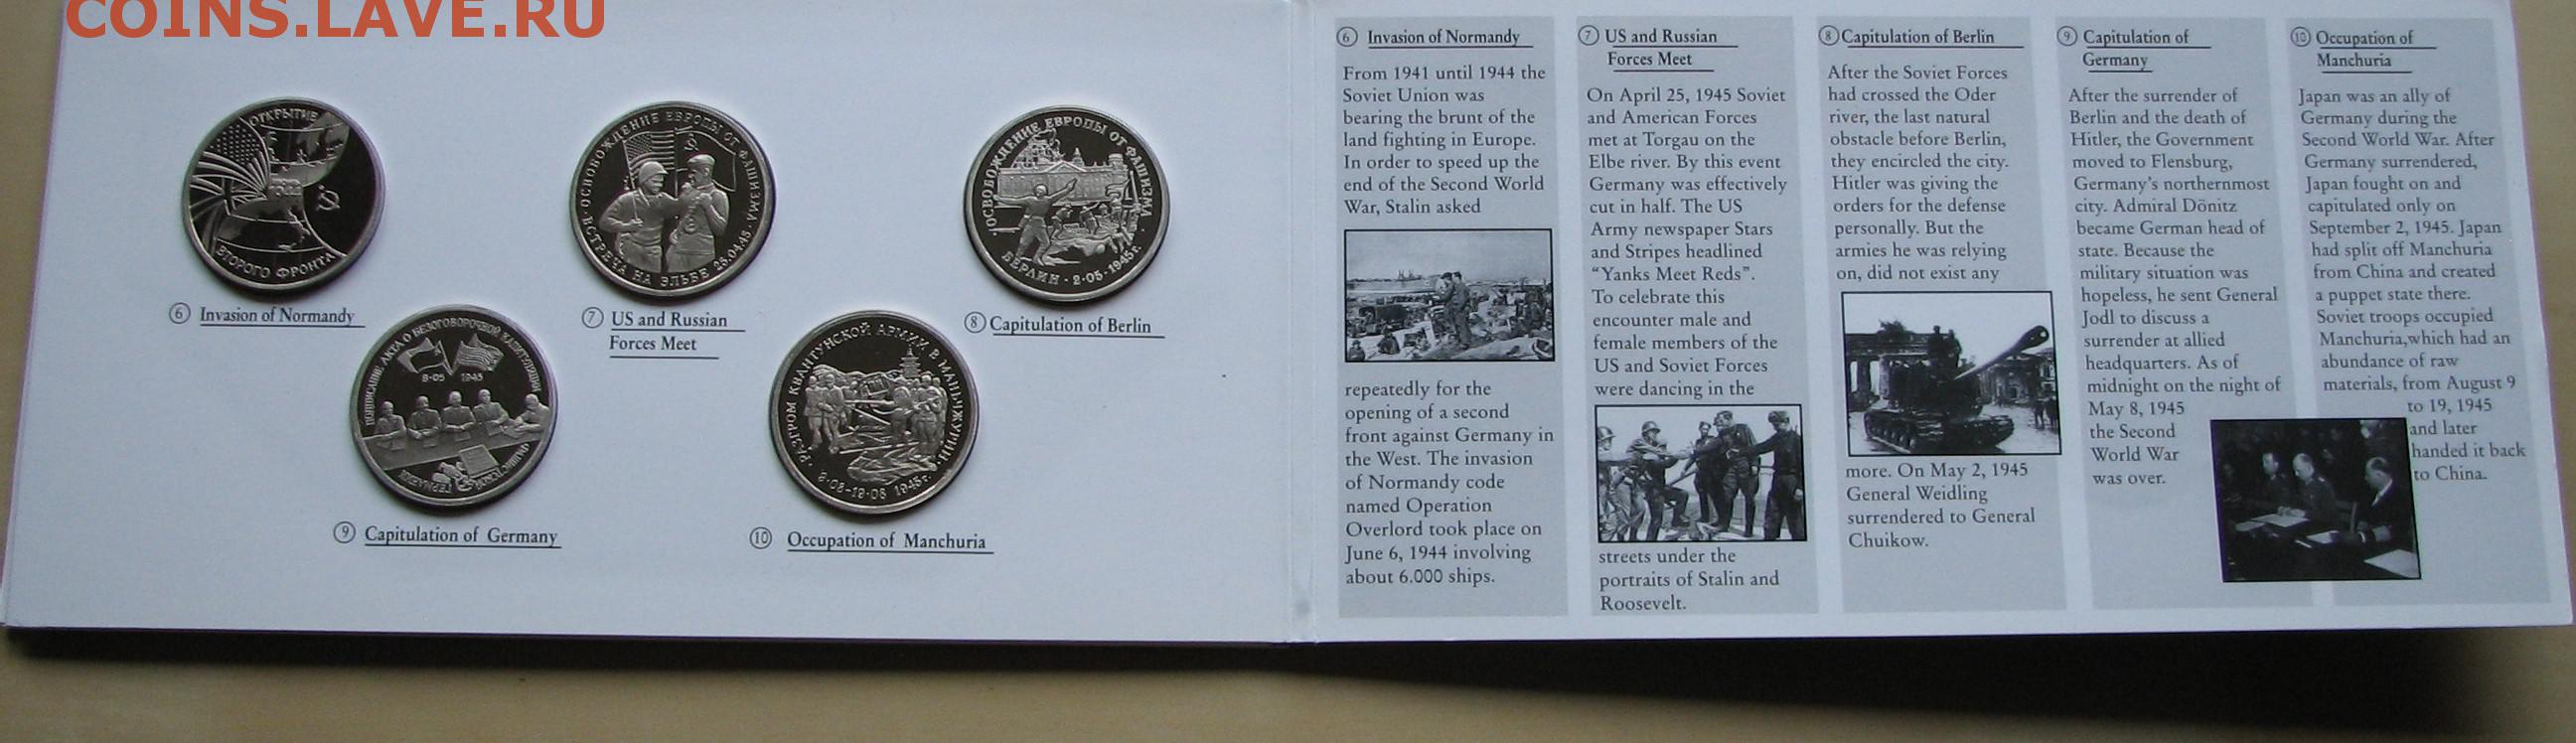 COINS.LAVE.RU
ОТКРЫТИЕ
ВТОРОГО ФРОНТА
⑥ Invasion of Normandy
ОСВОБОЖДЕНИЕ ЕВРОПЫ ОТ ФАШИЗМА
ВСТРЕЧА НА ЭЛЬБЕ 25.04.45
⑦ US and Russian
Forces Meet
ОСВОБОЖДЕНИЕ ЕВРОПЫ ОТ ФАШИЗМА
БЕРЛИН · 2·05·1945г.
⑧ Capitulation of Berlin
ПОДПИСАНИЕ АКТА О БЕЗОГОВОРОЧНОЙ КАПИТУЛЯЦИИ
8·05 1945
ФАШИСТСКОЙ ГЕРМАНИИ
⑨ Capitulation of Germany
РАЗГРОМ КВАНТУНСКОЙ АРМИИ В МАНЬЧЖУРИИ
1945г.
⑩ Occupation of Manchuria
⑥ Invasion of Normandy
From 1941 until 1944 the
Soviet Union was
bearing the brunt of the
land fighting in Europe.
In order to speed up the
end of the Second World
War, Stalin asked
repeatedly for the
opening of a second
front against Germany in
the West. The invasion
of Normandy code
named Operation
Overlord took place on
June 6, 1944 involving
about 6.000 ships.
⑦ US and Russian
Forces Meet
On April 25, 1945 Soviet
and American Forces
met at Torgau on the
Elbe river. By this event
Germany was effectively
cut in half. The US
Army newspaper Stars
and Stripes headlined
“Yanks Meet Reds”.
To celebrate this
encounter male and
female members of the
US and Soviet Forces
were dancing in the
streets under the
portraits of Stalin and
Roosevelt.
⑧ Capitulation of Berlin
After the Soviet Forces
had crossed the Oder
river, the last natural
obstacle before Berlin,
they encircled the city.
Hitler was giving the
orders for the defense
personally. But the
armies he was relying
on, did not exist any
more. On May 2, 1945
General Weidling
surrendered to General
Chuikow.
⑨ Capitulation of
Germany
After the surrender of
Berlin and the death of
Hitler, the Government
moved to Flensburg,
Germany's northernmost
city. Admiral Dönitz
became German head of
state. Because the
military situation was
hopeless, he sent General
Jodl to discuss a
surrender at allied
headquarters. As of
midnight on the night of
May 8, 1945
the Second
World War
was over.
⑩ Occupation of
Manchuria
Japan was an ally of
Germany during the
Second World War. After
Germany surrendered,
Japan fought on and
capitulated only on
September 2, 1945. Japan
had split off Manchuria
from China and created
a puppet state there.
Soviet troops occupied
Manchuria,which had an
abundance of raw
materials, from August 9
to 19, 1945
and later
handed it back
to China.